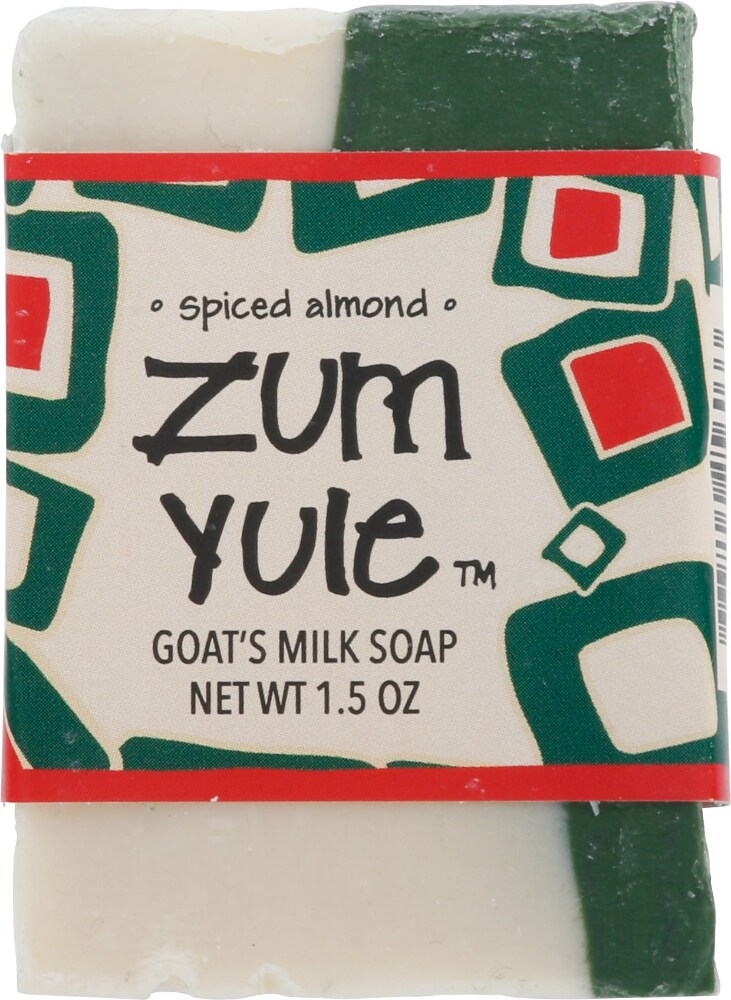 ° spiced almond °
zum
yule™
GOAT'S MILK SOAP
NET WT 1.5 OZ